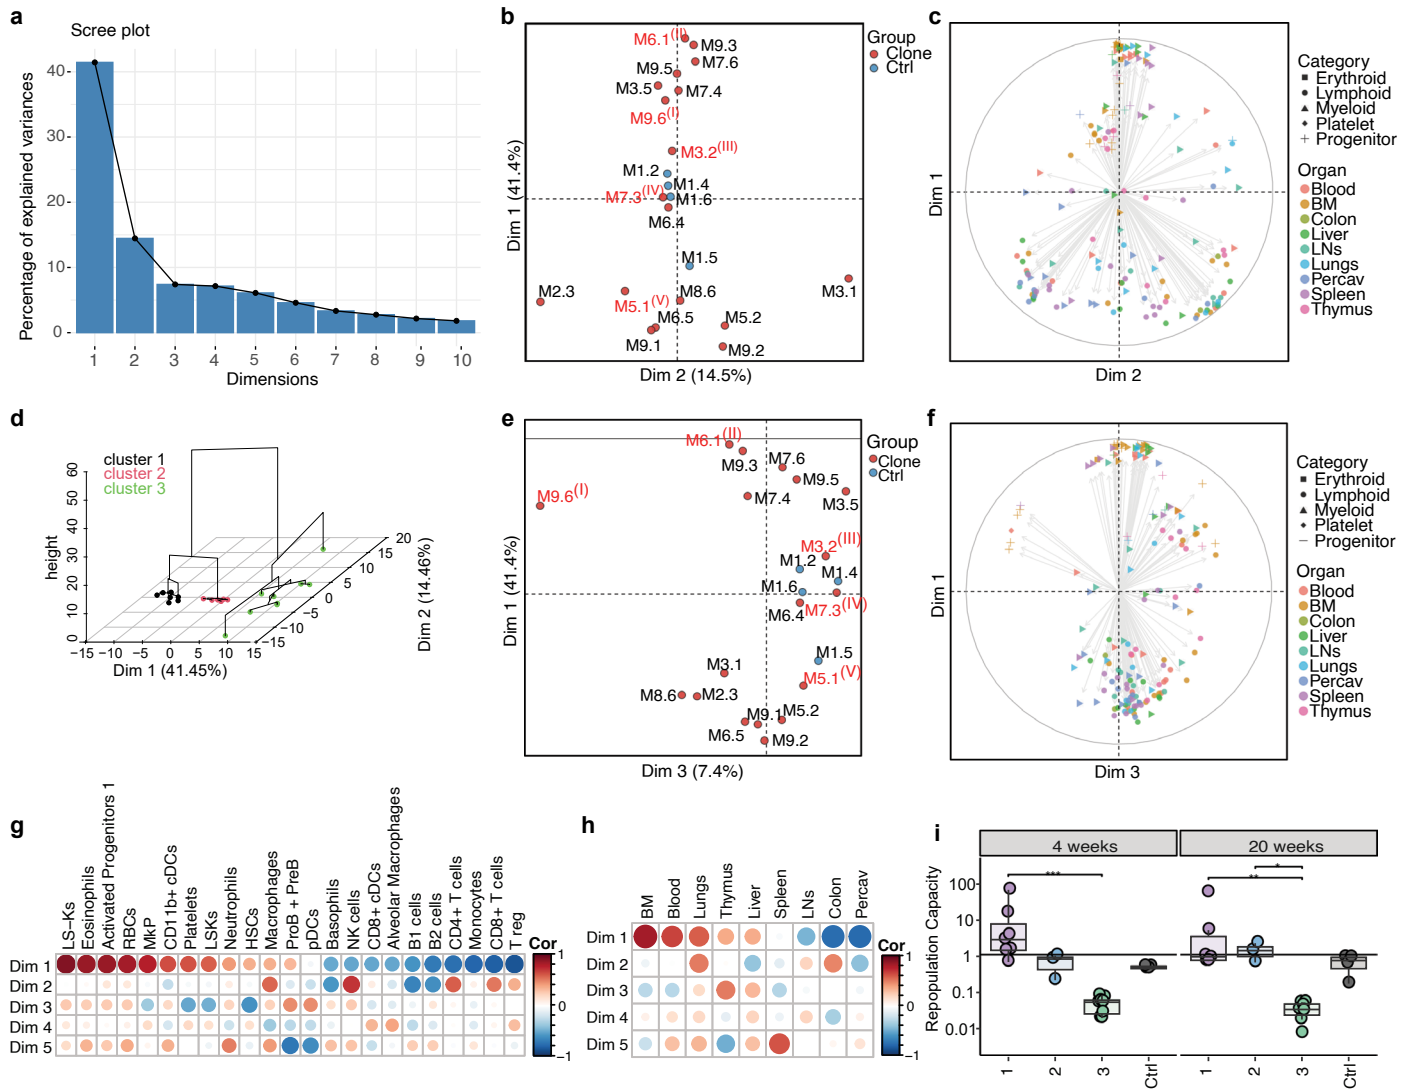 a
Scree plot
Percentage of explained variances
40
30
20
10
0
1 2 3 4 5 6 7 8 9 10
Dimensions
b
Dim 1 (41.4%)
M6.1(II)
M9.3
M7.6
M9.5
M3.5
M7.4
M9.6(I)
M3.2(III)
M1.2
M1.4
M7.3(IV)
M1.6
M6.4
M1.5
M2.3
M3.1
M8.6
M5.1(V)
M6.5
M5.2
M9.1
M9.2
Dim 2 (14.5%)
Group
Clone
Ctrl
c
Dim 1
Dim 2
Category
Erythroid
Lymphoid
Myeloid
Platelet
Progenitor
Organ
Blood
BM
Colon
Liver
LNs
Lungs
Percav
Spleen
Thymus
d
cluster 1
cluster 2
cluster 3
height
60
50
40
30
20
10
0
−15 −10 −5 0 5 10 15
Dim 1 (41.45%)
20
15
10
5
0
−5
−10
−15
Dim 2 (14.46%)
e
Dim 1 (41.4%)
M6.1(II)
M9.3
M7.6
M9.5
M9.6(I)
M7.4
M3.5
M3.2(III)
M1.2
M1.4
M1.6
M7.3(IV)
M6.4
M1.5
M3.1
M5.1(V)
M8.6
M2.3
M9.1
M5.2
M6.5
M9.2
Dim 3 (7.4%)
Group
Clone
Ctrl
f
Dim 1
Dim 3
Category
Erythroid
Lymphoid
Myeloid
Platelet
Progenitor
Organ
Blood
BM
Colon
Liver
LNs
Lungs
Percav
Spleen
Thymus
g
LS−Ks
Eosinophils
Activated Progenitors 1
RBCs
MkP
CD11b+ cDCs
Platelets
LSKs
Neutrophils
HSCs
Macrophages
ProB + PreB
pDCs
Basophils
NK cells
CD8+ cDCs
Alveolar Macrophages
B1 cells
B2 cells
CD4+ T cells
Monocytes
CD8+ T cells
T reg
Dim 1
Dim 2
Dim 3
Dim 4
Dim 5
Cor
1
0
−1
h
BM
Blood
Lungs
Thymus
Liver
Spleen
LNs
Colon
Percav
Dim 1
Dim 2
Dim 3
Dim 4
Dim 5
Cor
1
0
−1
i
4 weeks
20 weeks
Repopulation Capacity
100
10
1
0.1
0.01
***
*
**
1 2 3 Ctrl
1 2 3 Ctrl